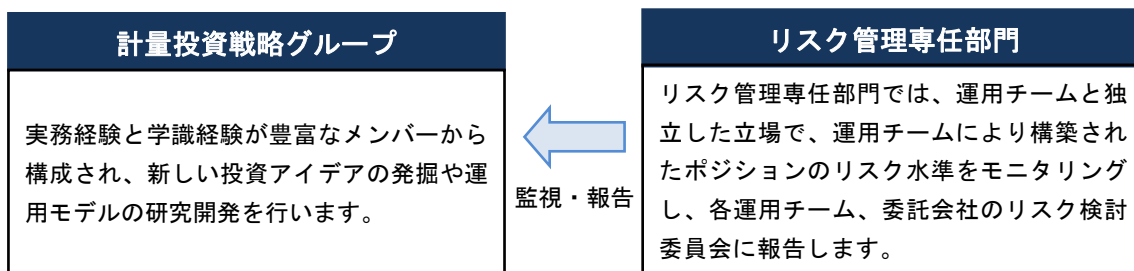 計量投資戦略グループ
実務経験と学識経験が豊富なメンバーから
構成され、新しい投資アイデアの発掘や運
用モデルの研究開発を行います。
監視・報告
リスク管理専任部門
リスク管理専任部門では、運用チームと独
立した立場で、運用チームにより構築され
たポジションのリスク水準をモニタリング
し、各運用チーム、委託会社のリスク検討
委員会に報告します。